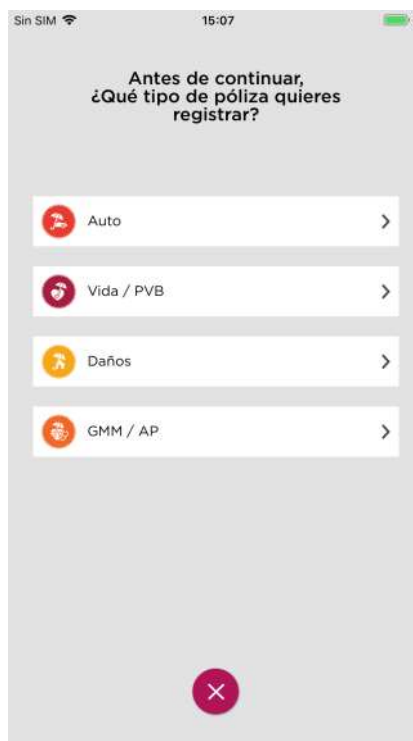 Sin SIM 15:07
Antes de continuar,
¿Qué tipo de póliza quieres
registrar?
Auto
Vida / PVB
Daños
GMM / AP